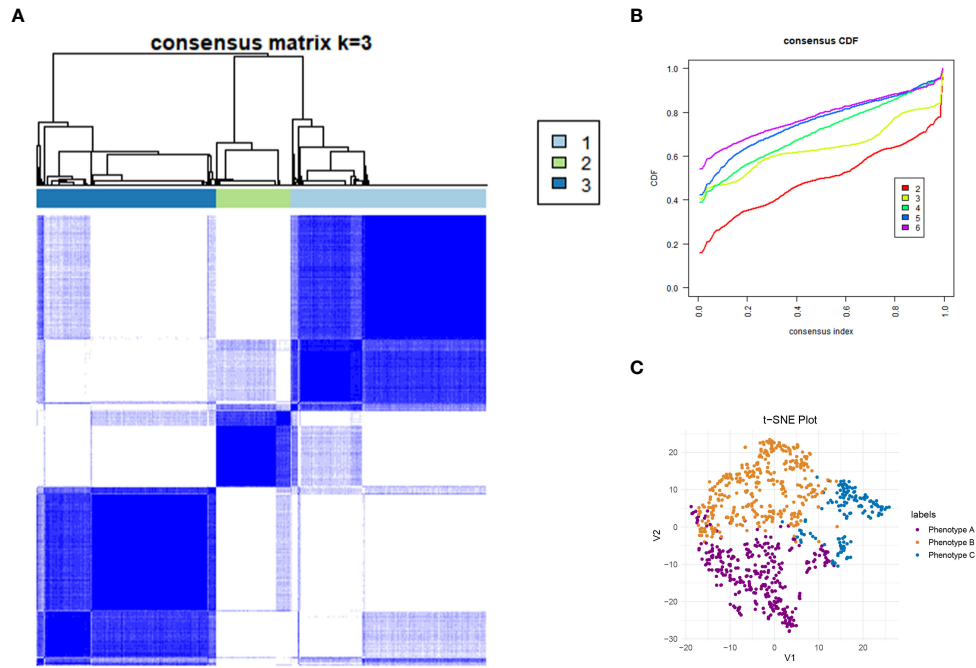 A
consensus matrix k=3
1
2
3
B
consensus CDF
1.0
0.8
0.6
0.4
0.2
0.0
CDF
2
3
4
5
6
0.0
0.2
0.4
0.6
0.8
1.0
consensus index
C
t−SNE Plot
20
10
0
−10
−20
−30
V2
−20
−10
0
10
20
V1
labels
Phenotype A
Phenotype B
Phenotype C